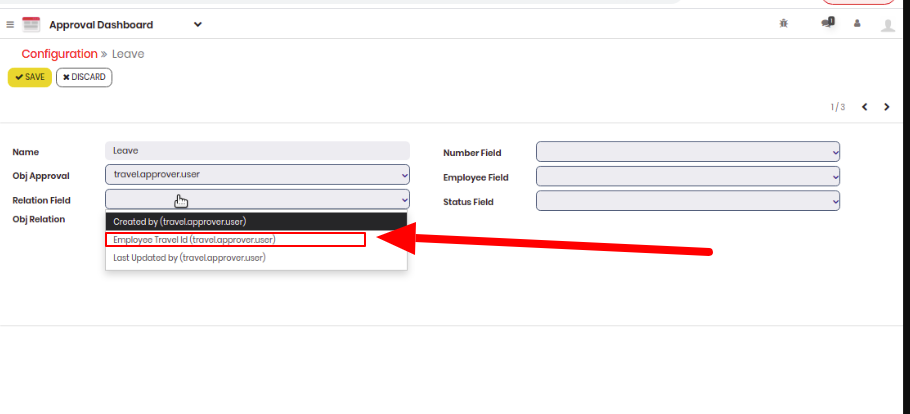 Approval Dashboard
1
Configuration » Leave
SAVE
DISCARD
1 / 3
Name
Leave
Number Field
Obj Approval
travel.approver.user
Employee Field
Relation Field
Status Field
Obj Relation
Created by (travel.approver.user)
Employee Travel Id (travel.approver.user)
Last Updated by (travel.approver.user)